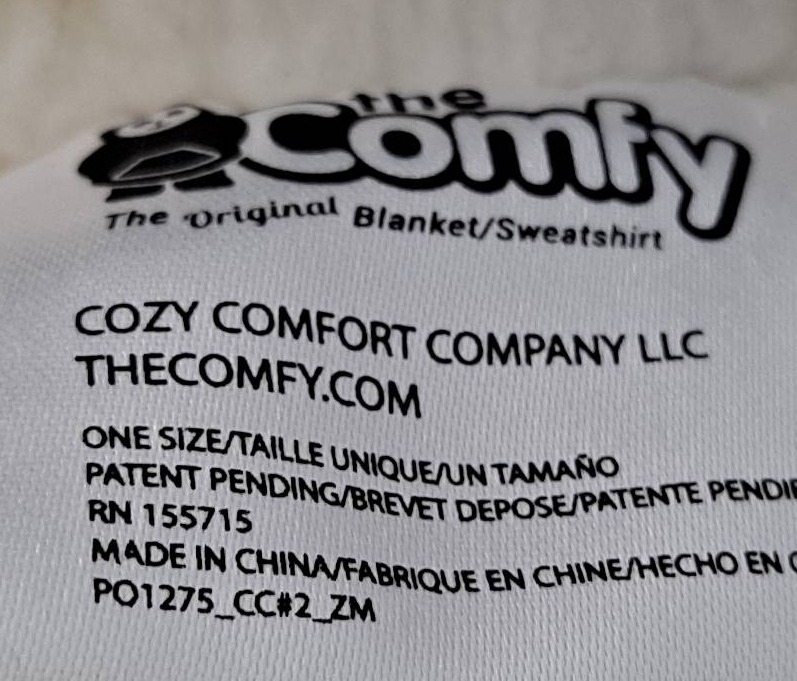 the
Comfy
The Original Blanket/Sweatshirt
COZY COMFORT COMPANY LLC
THECOMFY.COM
ONE SIZE/TAILLE UNIQUE/UN TAMAÑO
PATENT PENDING/BREVET DEPOSE/PATENTE PENDIE
RN 155715
MADE IN CHINA/FABRIQUE EN CHINE/HECHO EN C
PO1275_CC#2_ZM